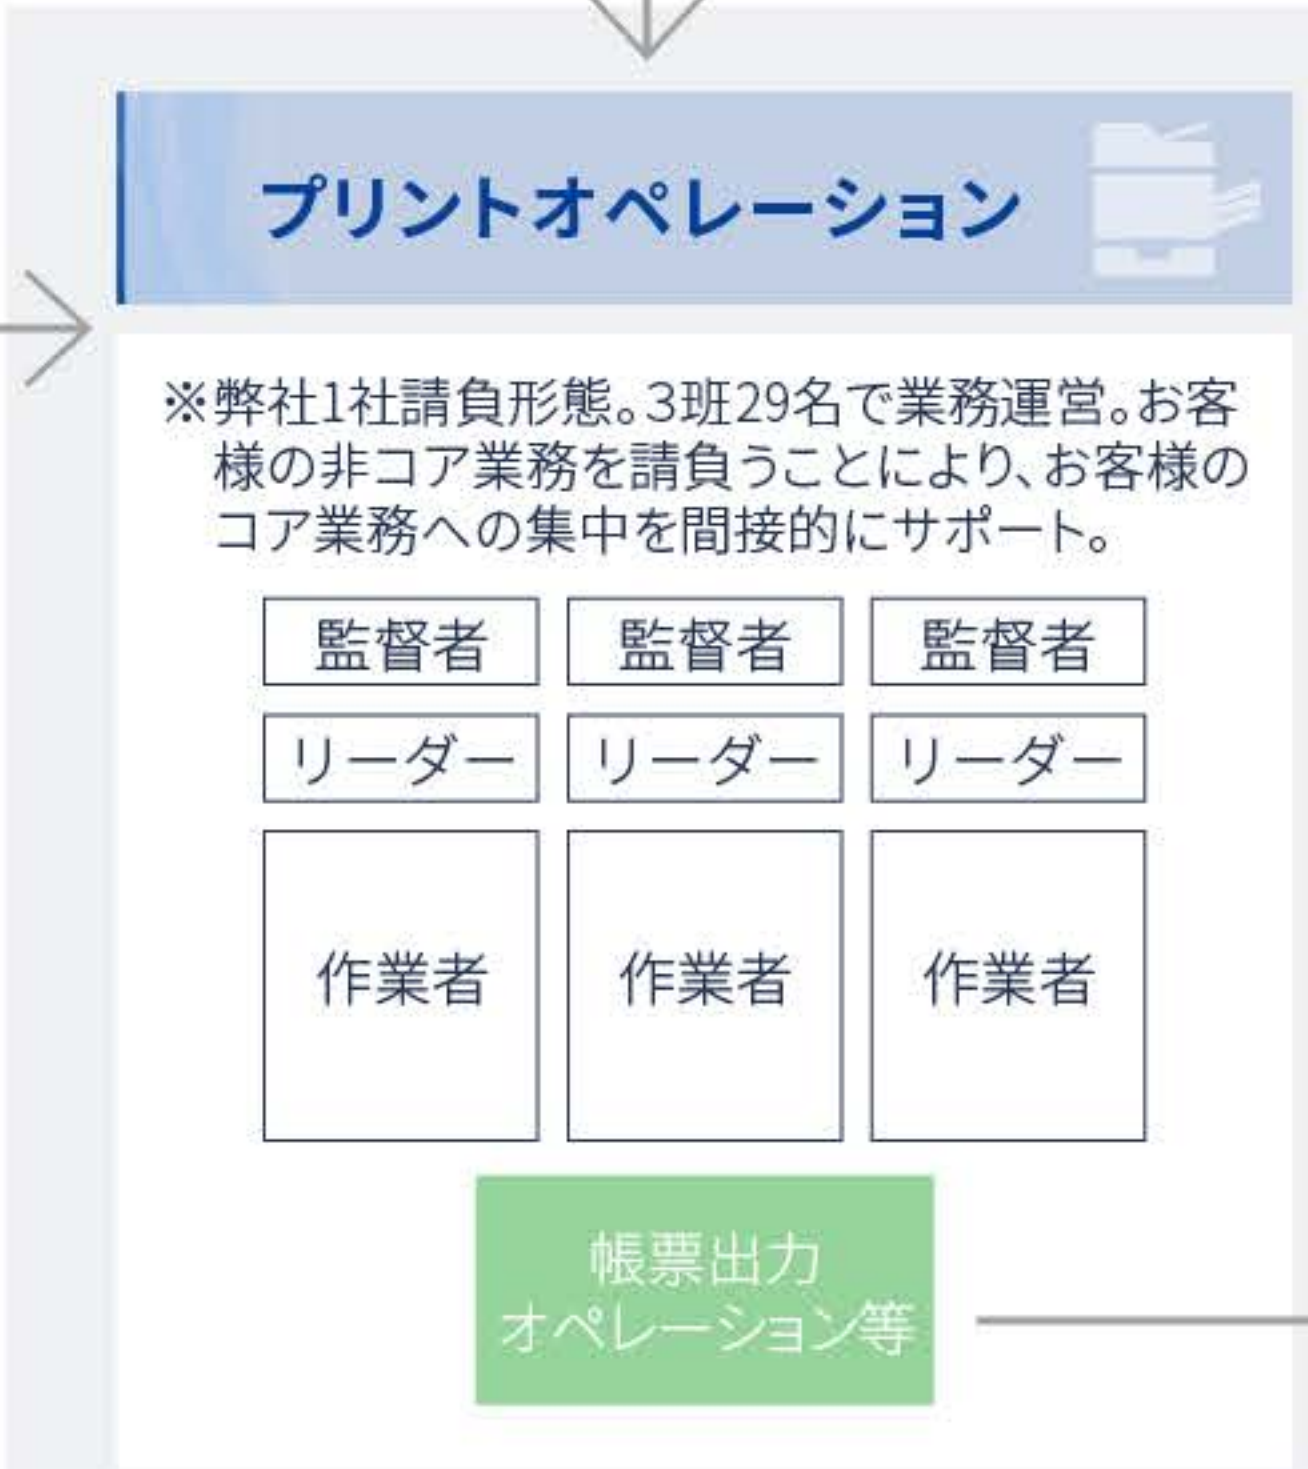 プリントオペレーション
※弊社1社請負形態。3班29名で業務運営。お客
様の非コア業務を請負うことにより、お客様の
コア業務への集中を間接的にサポート。
監督者 監督者 監督者
リーダー リーダー リーダー
作業者 作業者 作業者
帳票出力
オペレーション等